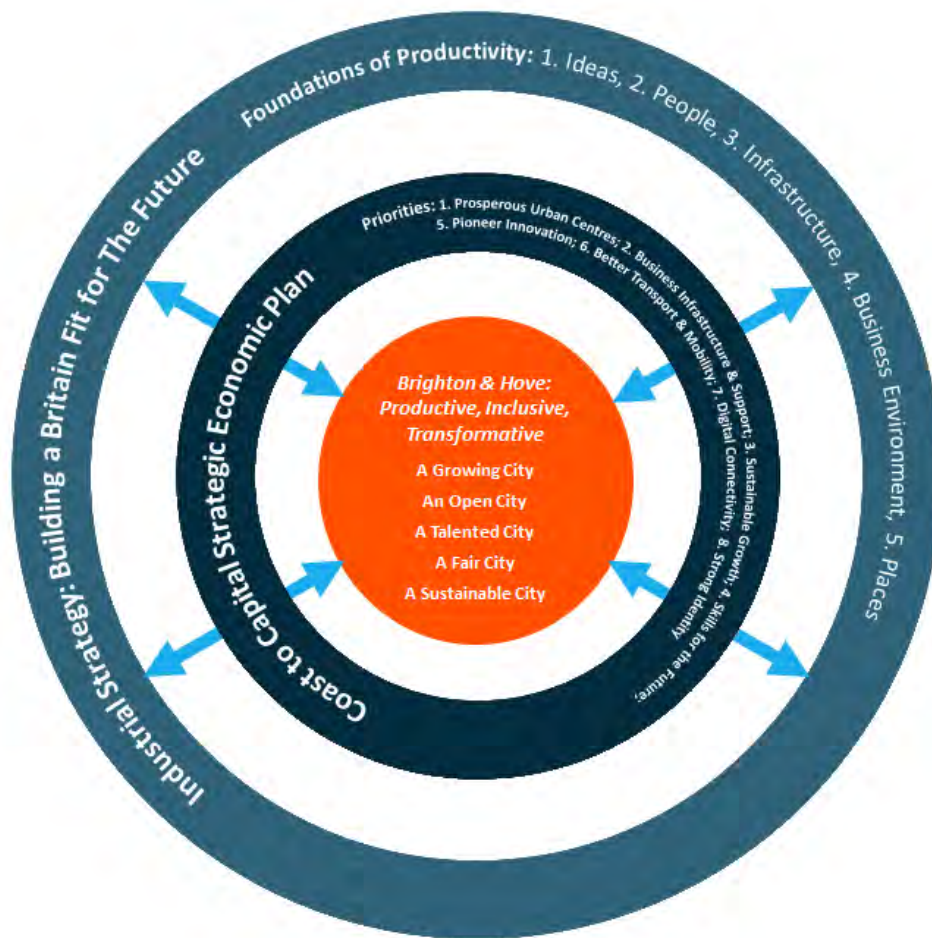 Industrial Strategy: Building a Britain Fit for The Future
Foundations of Productivity: 1. Ideas, 2. People, 3. Infrastructure, 4. Business Environment, 5. Places
Coast to Capital Strategic Economic Plan
Priorities: 1. Prosperous Urban Centres; 2. Business Infrastructure & Support; 3. Sustainable Growth; 4. Skills for the Future;
5. Pioneer Innovation; 6. Better Transport & Mobility; 7. Digital Connectivity; 8. Strong Identity
Brighton & Hove:
Productive, Inclusive,
Transformative
A Growing City
An Open City
A Talented City
A Fair City
A Sustainable City